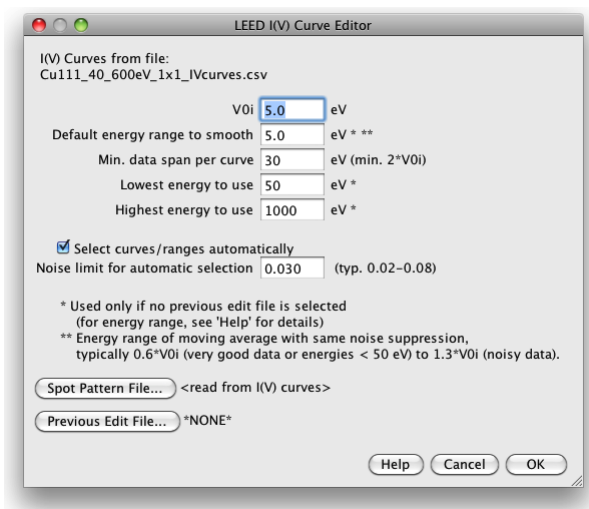 LEED I(V) Curve Editor
I(V) Curves from file:
Cu111_40_600eV_1x1_IVcurves.csv
V0i 5.0 eV
Default energy range to smooth 5.0 eV * **
Min. data span per curve 30 eV (min. 2*V0i)
Lowest energy to use 50 eV *
Highest energy to use 1000 eV *
Select curves/ranges automatically
Noise limit for automatic selection 0.030 (typ. 0.02-0.08)
* Used only if no previous edit file is selected
(for energy range, see 'Help' for details)
** Energy range of moving average with same noise suppression,
typically 0.6*V0i (very good data or energies < 50 eV) to 1.3*V0i (noisy data).
Spot Pattern File... <read from I(V) curves>
Previous Edit File... *NONE*
Help Cancel OK